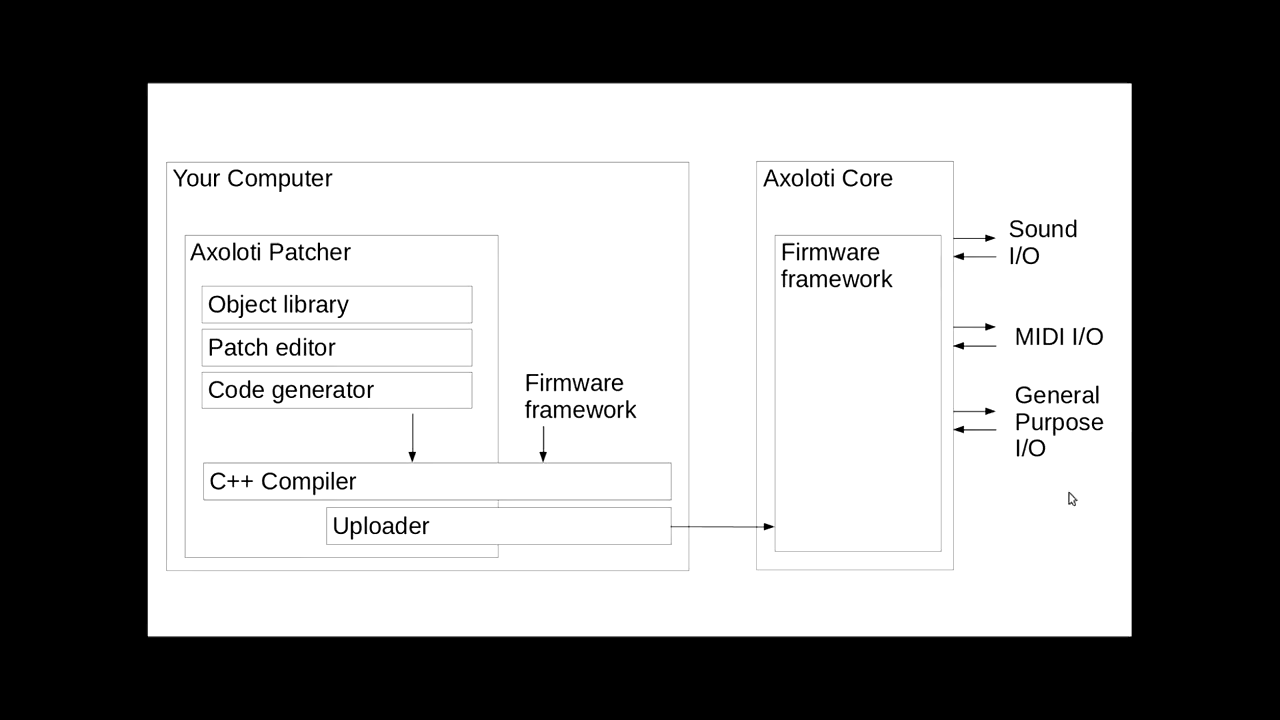 Your Computer
Axoloti Patcher
Object library
Patch editor
Code generator
Firmware
framework
C++ Compiler
Uploader
Axoloti Core
Firmware
framework
Sound
I/O
MIDI I/O
General
Purpose
I/O